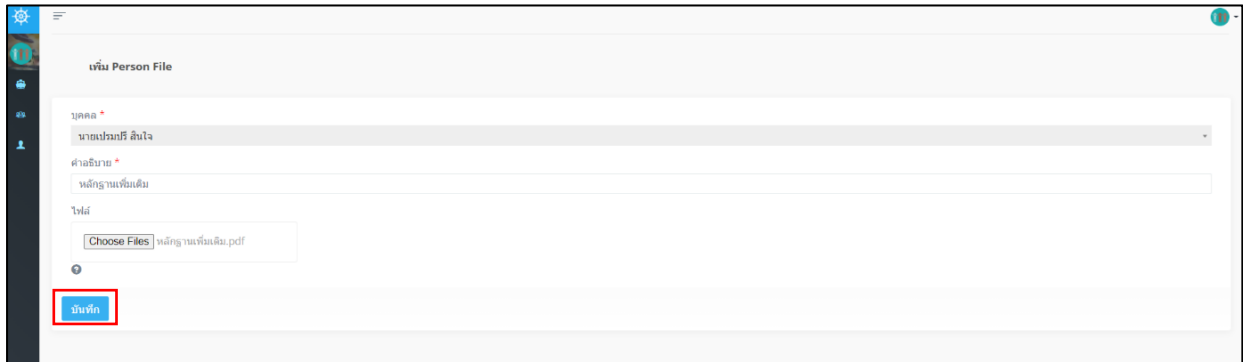 เพิ่ม Person File
บุคคล *
นายเปรมปรี สินใจ
คำอธิบาย *
หลักฐานเพิ่มเติม
ไฟล์
Choose Files หลักฐานเพิ่มเติม.pdf
บันทึก